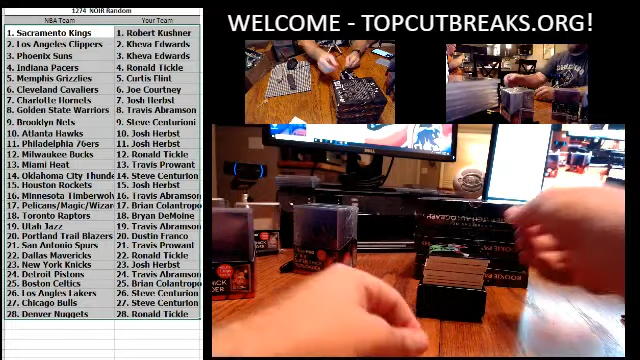 1274 NOIR Random
WELCOME - TOPCUTBREAKS.ORG!
NBA Team Your Team
1. Sacramento Kings 1. Robert Kushner
2. Los Angeles Clippers 2. Kheva Edwards
3. Phoenix Suns 3. Kheva Edwards
4. Indiana Pacers 4. Ronald Tickle
5. Memphis Grizzlies 5. Curtis Flint
6. Cleveland Cavaliers 6. Joe Courtney
7. Charlotte Hornets 7. Josh Herbst
8. Golden State Warriors 8. Travis Abramson
9. Brooklyn Nets 9. Steve Centurioni
10. Atlanta Hawks 10. Josh Herbst
11. Philadelphia 76ers 11. Josh Herbst
12. Milwaukee Bucks 12. Ronald Tickle
13. Miami Heat 13. Travis Prowant
14. Oklahoma City Thunde 14. Steve Centurion
15. Houston Rockets 15. Josh Herbst
16. Minnesota Timberwol 16. Travis Abramson
17. Pelicans/Magic/Wizar 17. Brian Colantropo
18. Toronto Raptors 18. Bryan DeMoine
19. Utah Jazz 19. Travis Abramson
20. Portland Trail Blazers 20. Dustin Franco
21. San Antonio Spurs 21. Travis Prowant
22. Dallas Mavericks 22. Ronald Tickle
23. New York Knicks 23. Josh Herbst
24. Detroit Pistons 24. Travis Abramson
25. Boston Celtics 25. Brian Colantropo
26. Los Angeles Lakers 26. Steve Centurion
27. Chicago Bulls 27. Steve Centurion
28. Denver Nuggets 28. Ronald Tickle
DELL